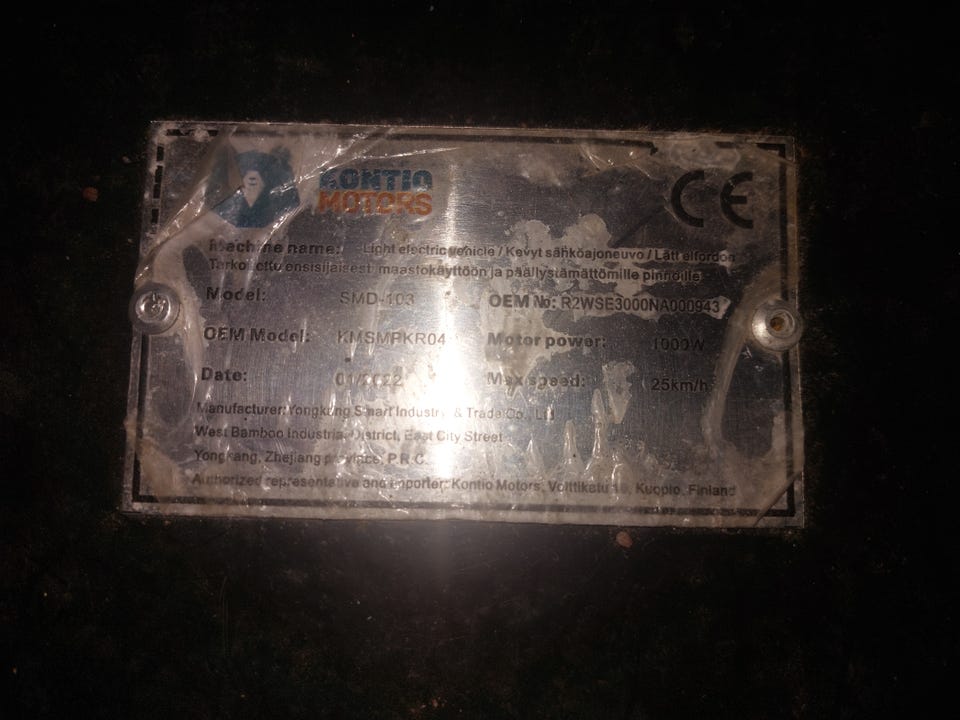 KONTIO
MOTORS
CE
Machine name: Light electric vehicle / Kevyt sähköajoneuvo / Lätt elfordon
Tarkoitettu ensisijaisesti maastokäyttöön ja päällystämättömille pinnoille
Model: SMD-103 OEM No: R2WSE3000NA000943
OEM Model: KMSMPKR04 Motor power: 1000W
Date: 01/2022 Max speed: 25km/h
Manufacturer: Yongkang Smart Industry & Trade Co., Ltd
West Bamboo Industrial District, East City Street
Yongkang, Zhejiang province, P.R.C.
Authorized representative and importer: Kontio Motors, Volttikatu Kuopio, Finland